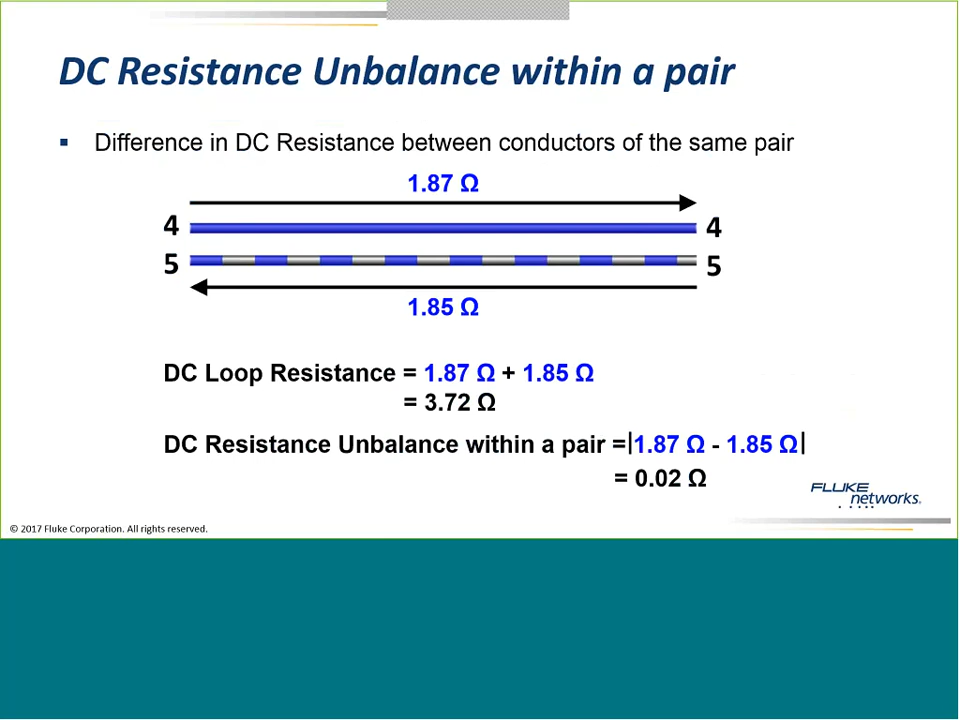 DC Resistance Unbalance within a pair
▪ Difference in DC Resistance between conductors of the same pair
1.87 Ω
4 4
5 5
1.85 Ω
DC Loop Resistance = 1.87 Ω + 1.85 Ω
= 3.72 Ω
DC Resistance Unbalance within a pair =|1.87 Ω - 1.85 Ω|
= 0.02 Ω
FLUKE
networks.
© 2017 Fluke Corporation. All rights reserved.